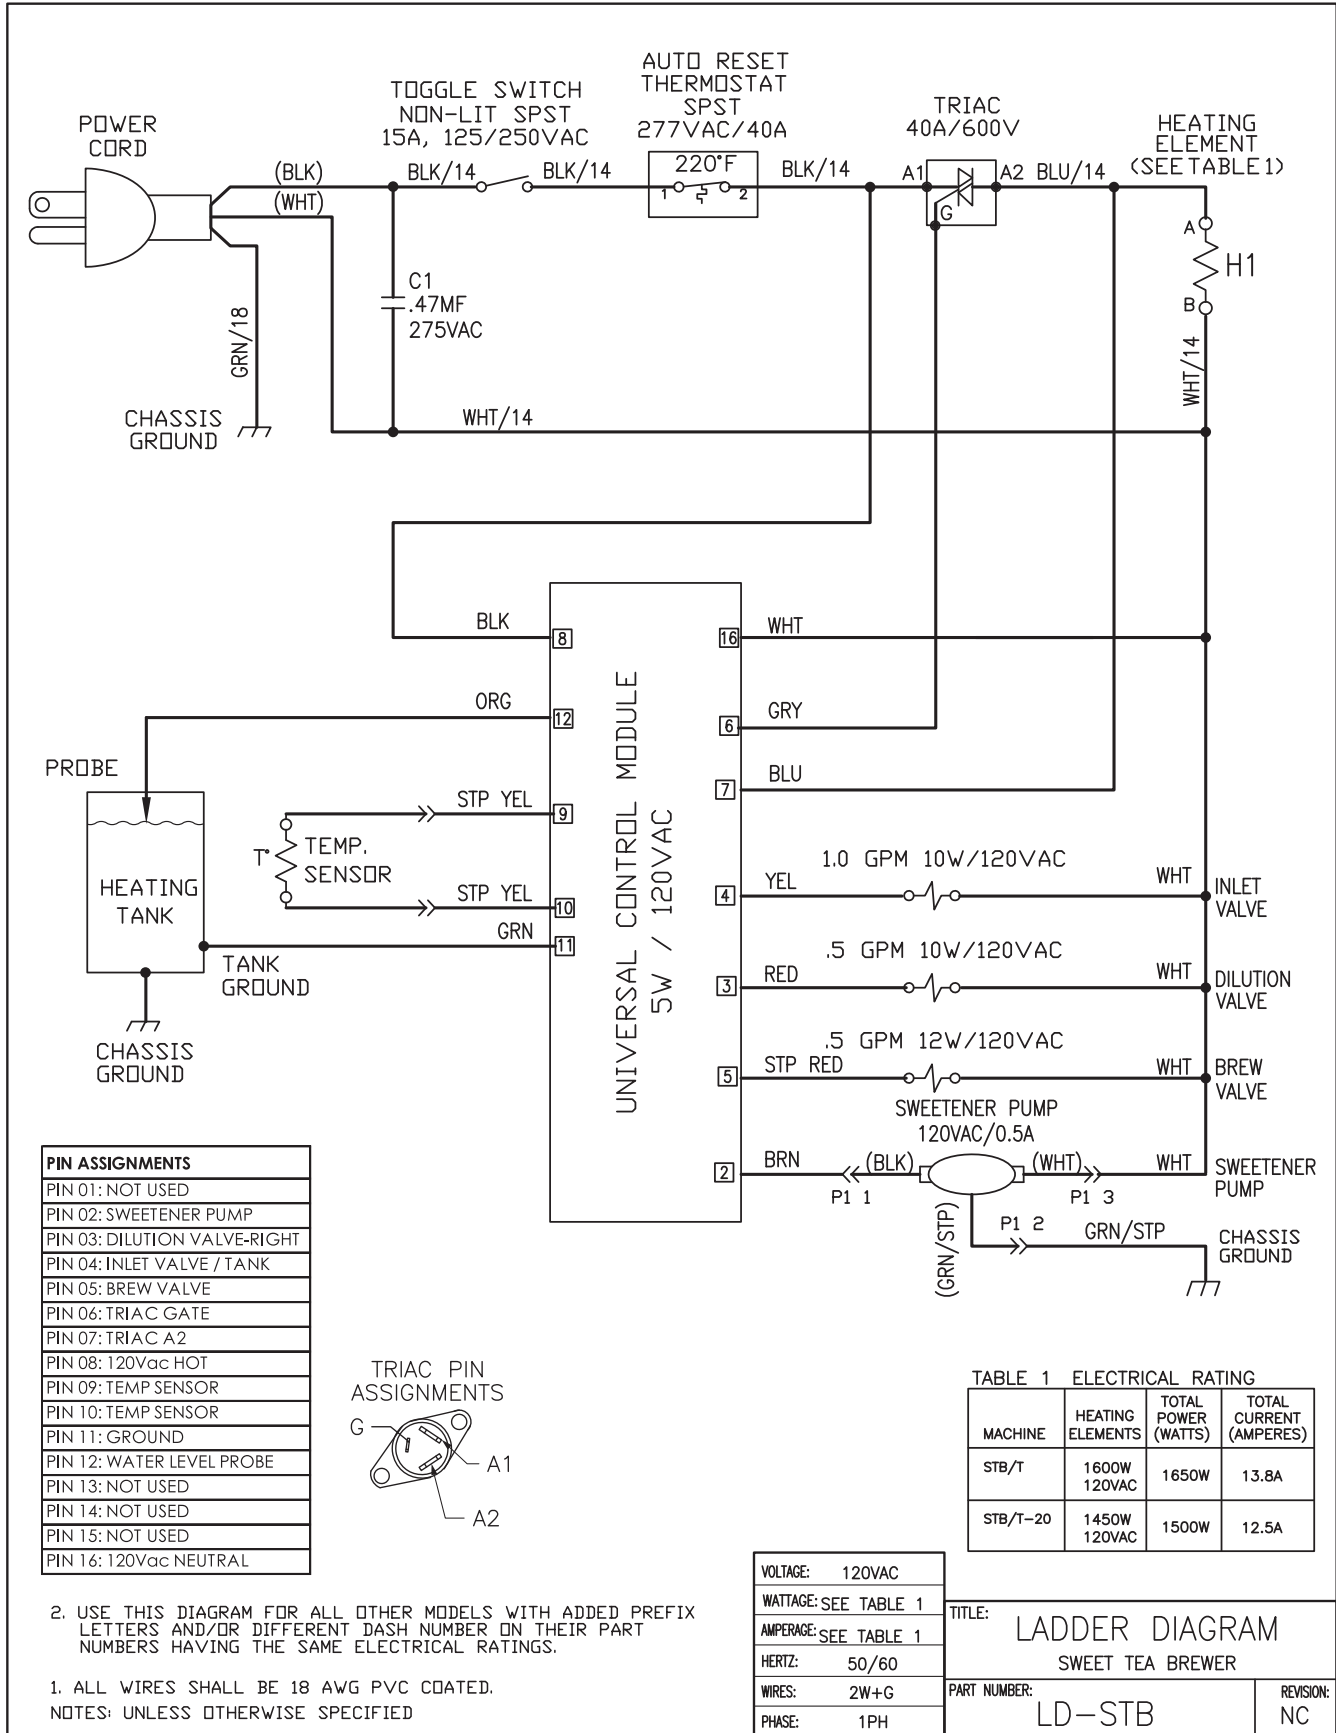 AUTO RESET
THERMOSTAT
SPST
277VAC/40A
TOGGLE SWITCH
NON-LIT SPST
15A, 125/250VAC
TRIAC
40A/600V
POWER
CORD
HEATING
ELEMENT
(SEE TABLE 1)
(BLK)
BLK/14
BLK/14
220°F
1
2
BLK/14
A1
A2
BLU/14
(WHT)
G
A
H1
B
C1
.47MF
275VAC
GRN/18
WHT/14
CHASSIS
GROUND
WHT/14
BLK
8
16
WHT
ORG
12
6
GRY
PROBE
7
BLU
STP YEL
9
T°
TEMP.
SENSOR
HEATING
TANK
STP YEL
10
GRN
11
TANK
GROUND
CHASSIS
GROUND
UNIVERSAL CONTROL MODULE
5W / 120VAC
1.0 GPM 10W/120VAC
4
YEL
WHT
INLET
VALVE
.5 GPM 10W/120VAC
3
RED
WHT
DILUTION
VALVE
.5 GPM 12W/120VAC
5
STP RED
WHT
BREW
VALVE
SWEETENER PUMP
120VAC/0.5A
2
BRN
(BLK)
(WHT)
WHT
SWEETENER
PUMP
P1 1
P1 3
(GRN/STP)
P1 2
GRN/STP
CHASSIS
GROUND
PIN ASSIGNMENTS
PIN 01: NOT USED
PIN 02: SWEETENER PUMP
PIN 03: DILUTION VALVE-RIGHT
PIN 04: INLET VALVE / TANK
PIN 05: BREW VALVE
PIN 06: TRIAC GATE
PIN 07: TRIAC A2
PIN 08: 120Vac HOT
PIN 09: TEMP SENSOR
PIN 10: TEMP SENSOR
PIN 11: GROUND
PIN 12: WATER LEVEL PROBE
PIN 13: NOT USED
PIN 14: NOT USED
PIN 15: NOT USED
PIN 16: 120Vac NEUTRAL
TRIAC PIN
ASSIGNMENTS
G
A1
A2
TABLE 1 ELECTRICAL RATING
MACHINE
HEATING
ELEMENTS
TOTAL
POWER
(WATTS)
TOTAL
CURRENT
(AMPERES)
STB/T
1600W
120VAC
1650W
13.8A
STB/T-20
1450W
120VAC
1500W
12.5A
2. USE THIS DIAGRAM FOR ALL OTHER MODELS WITH ADDED PREFIX
LETTERS AND/OR DIFFERENT DASH NUMBER ON THEIR PART
NUMBERS HAVING THE SAME ELECTRICAL RATINGS.
1. ALL WIRES SHALL BE 18 AWG PVC COATED.
NOTES: UNLESS OTHERWISE SPECIFIED
VOLTAGE: 120VAC
WATTAGE: SEE TABLE 1
AMPERAGE: SEE TABLE 1
HERTZ: 50/60
WIRES: 2W+G
PHASE: 1PH
TITLE:
LADDER DIAGRAM
SWEET TEA BREWER
PART NUMBER:
LD-STB
REVISION:
NC